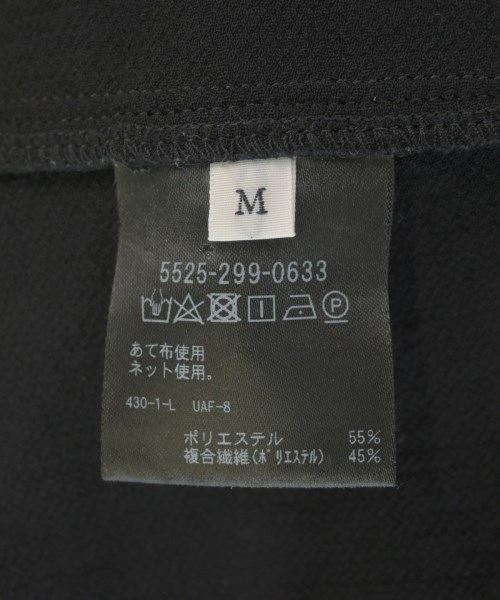 M
5525-299-0633
P
あて布使用
ネット使用。
430-1-L UAF-8
ポリエステル 55%
複合繊維(ポリエステル) 45%